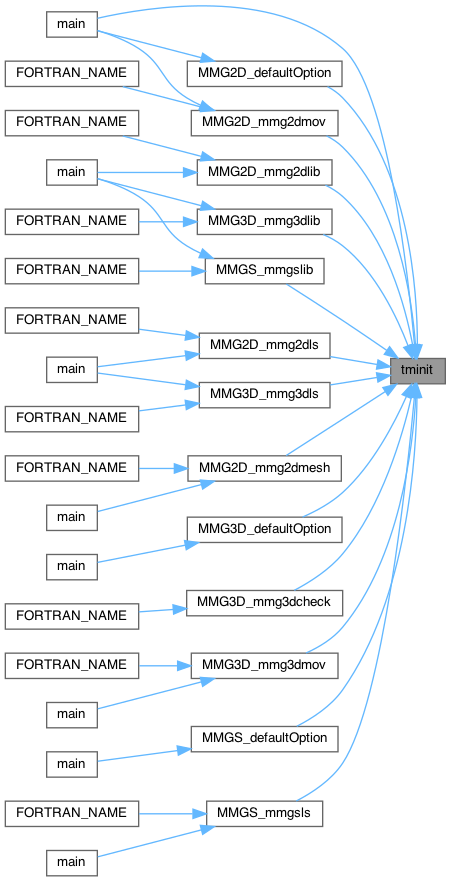 main
MMG2D_defaultOption
FORTRAN_NAME
MMG2D_mmg2dmov
FORTRAN_NAME
MMG2D_mmg2dlib
main
FORTRAN_NAME
MMG3D_mmg3dlib
FORTRAN_NAME
MMGS_mmgslib
FORTRAN_NAME
MMG2D_mmg2dls
main
tminit
MMG3D_mmg3dls
FORTRAN_NAME
FORTRAN_NAME
MMG2D_mmg2dmesh
main
MMG3D_defaultOption
main
MMG3D_mmg3dcheck
FORTRAN_NAME
FORTRAN_NAME
MMG3D_mmg3dmov
main
MMGS_defaultOption
main
FORTRAN_NAME
MMGS_mmgsls
main